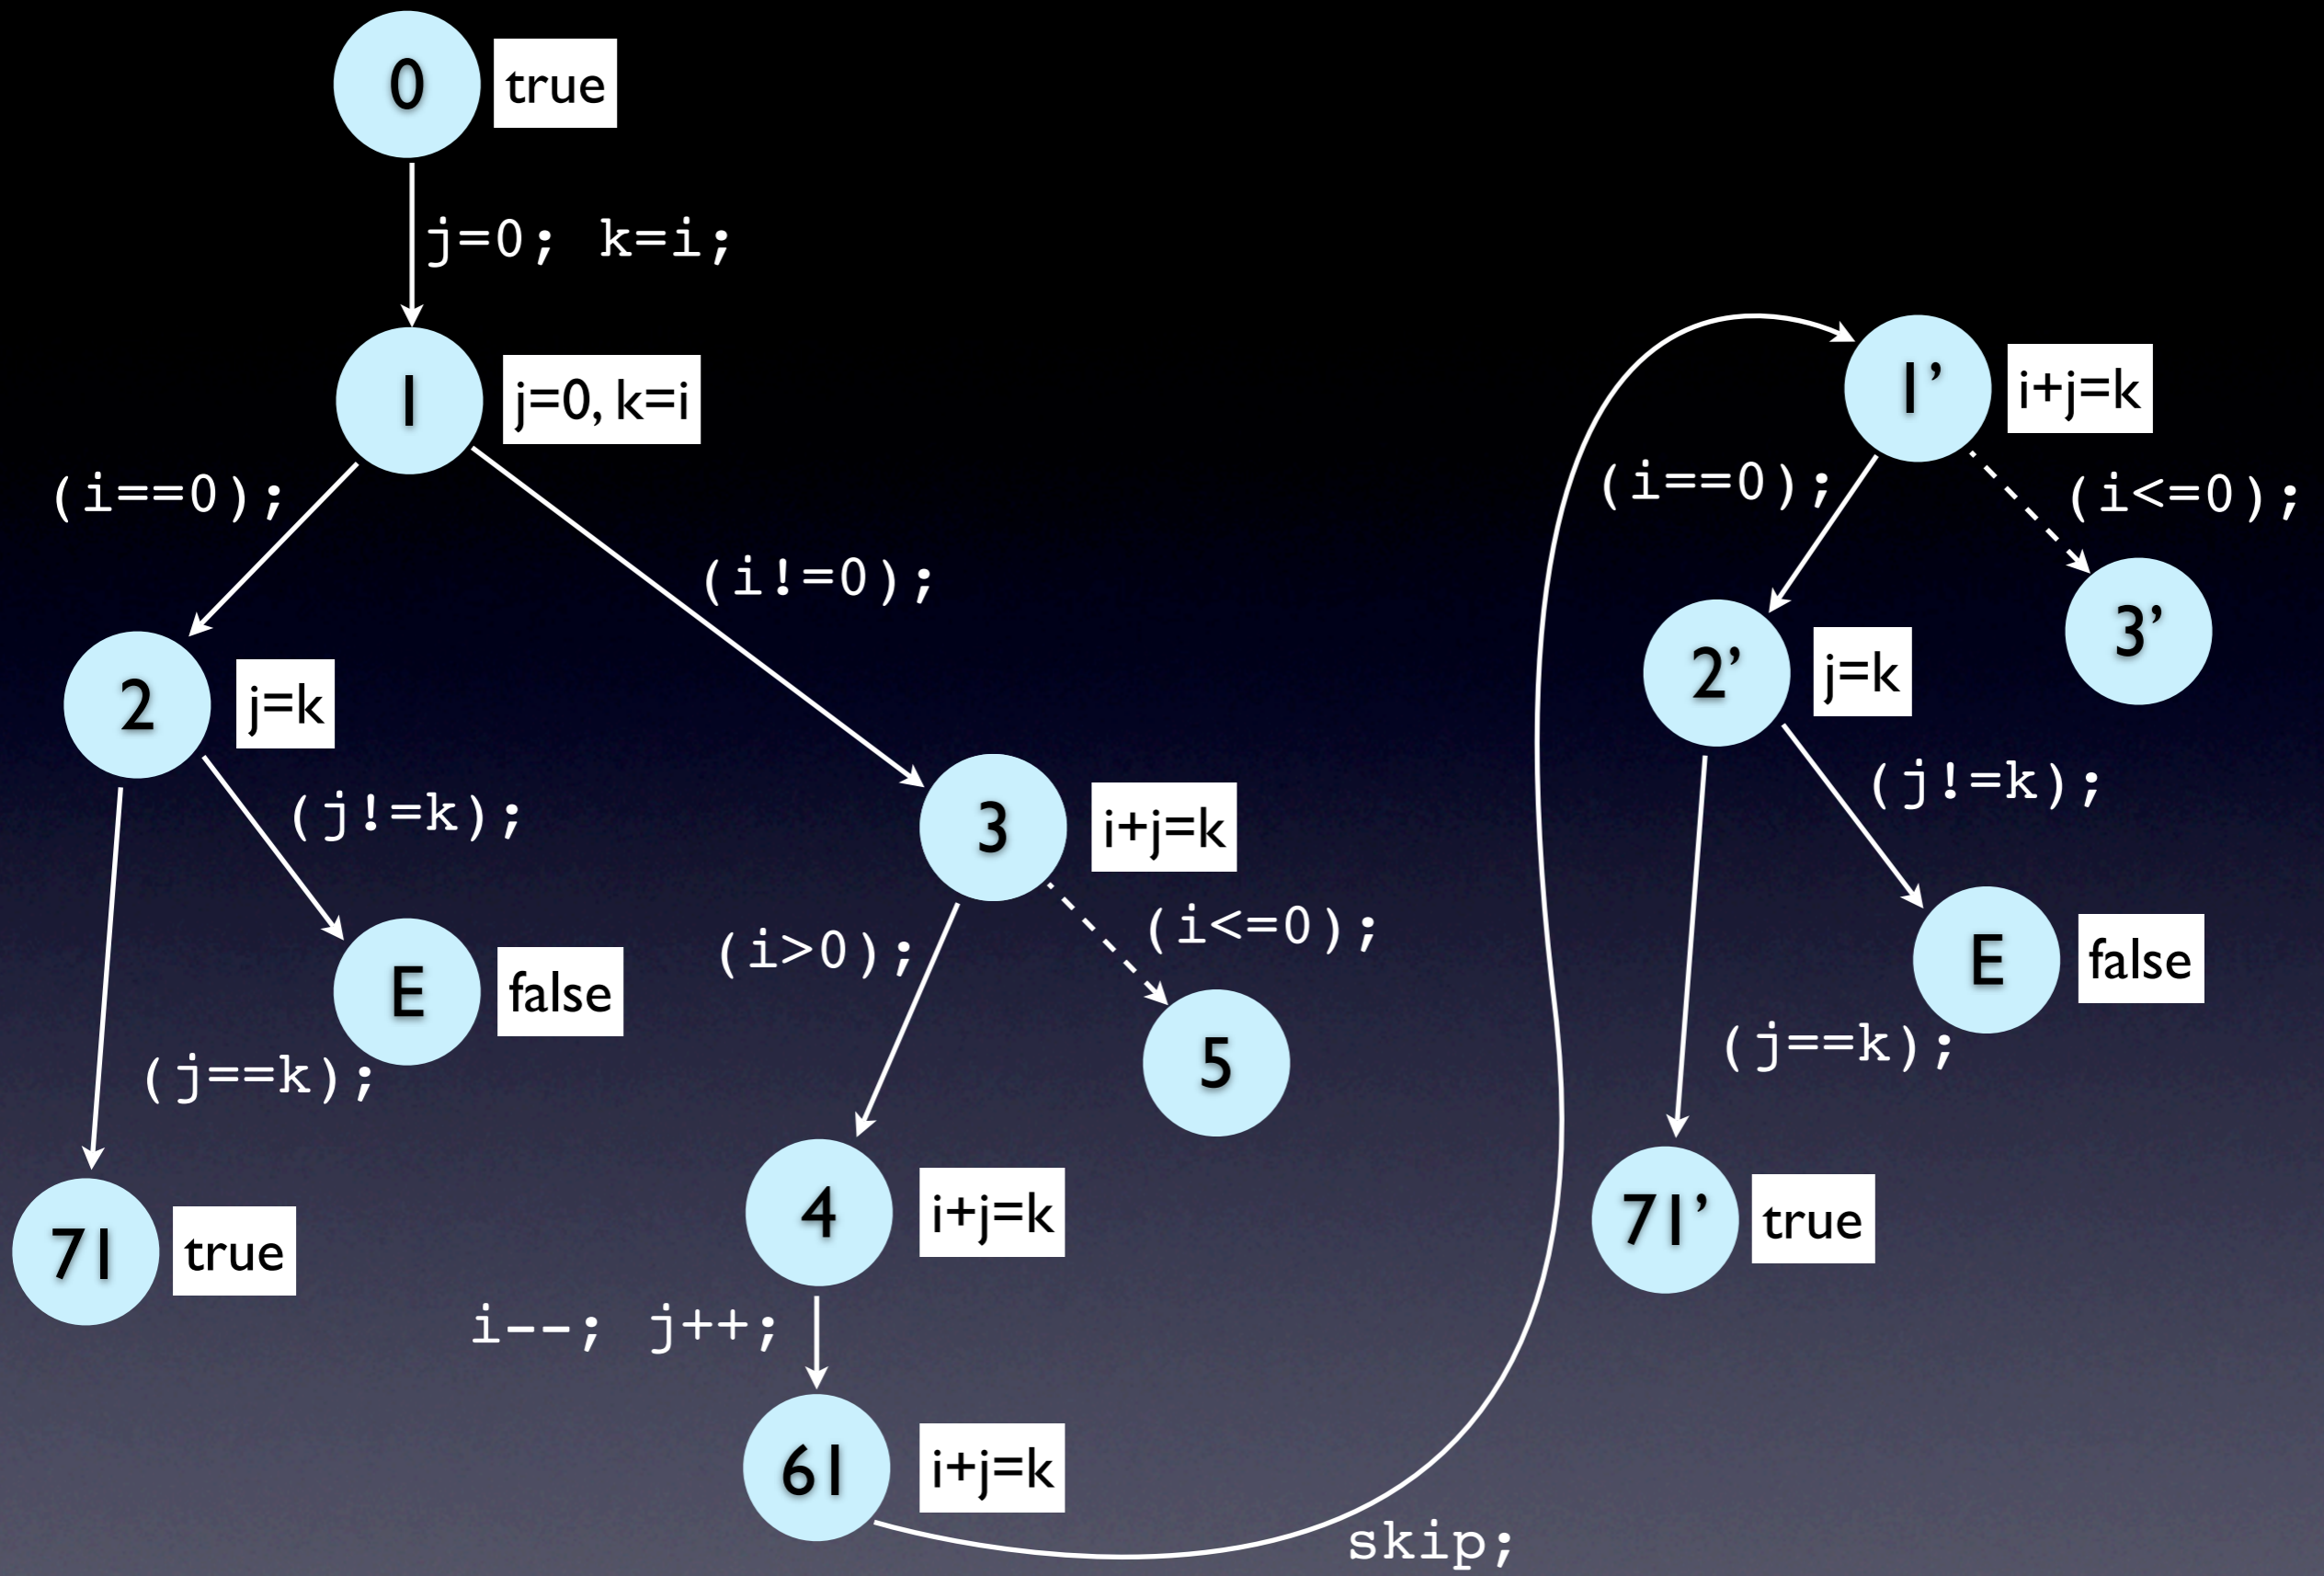 0
true
j=0; k=i;
1
j=0, k=i
1’
i+j=k
(i==0);
(i!=0);
(i==0);
(i<=0);
2
j=k
2’
j=k
3’
(j!=k);
3
i+j=k
(j!=k);
(i>0);
(i<=0);
E
false
E
false
(j==k);
5
(j==k);
71
true
4
i+j=k
71’
true
i--; j++;
61
i+j=k
skip;